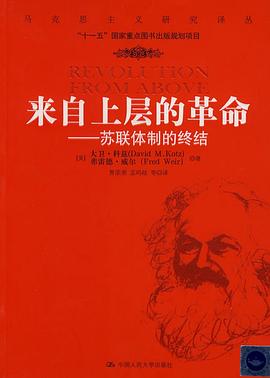 马克思主义研究译丛
“十一五”国家重点图书出版规划项目
REVOLUTION
FROM ABOVE
来自上层的革命
——苏联体制的终结
[美] 大卫·科兹(David M.Kotz)
弗雷德·威尔 (Fred Weir) 著
曹荣湘 孟鸣歧 等译
中国人民大学出版社